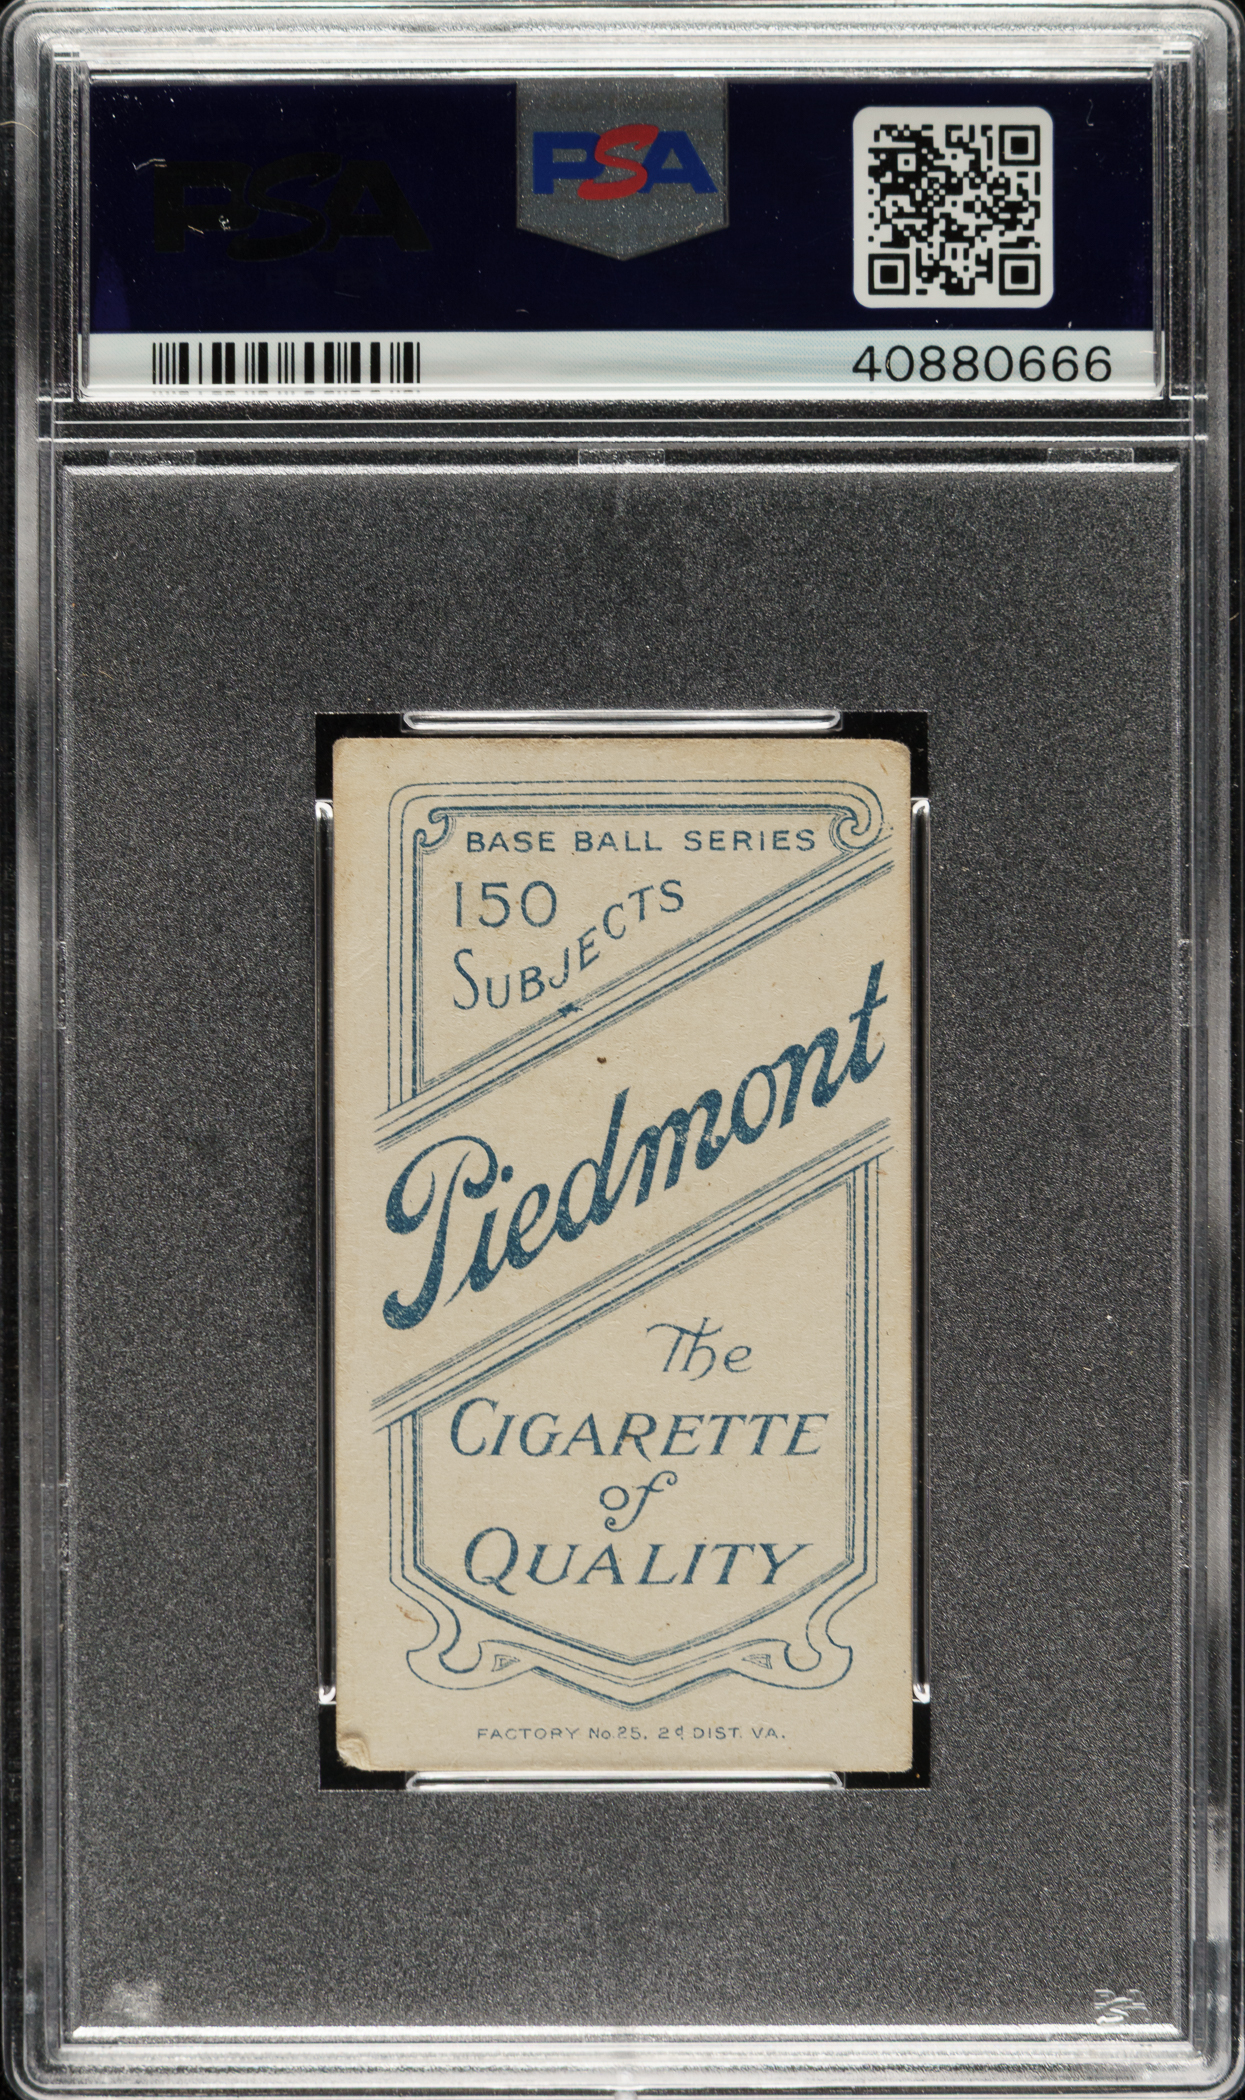 PSA
PSA
40880666
BASE BALL SERIES
150
SUBJECTS
Piedmont
The
CIGARETTE
of
QUALITY
FACTORY No. 25, 2d DIST. VA.
PSA